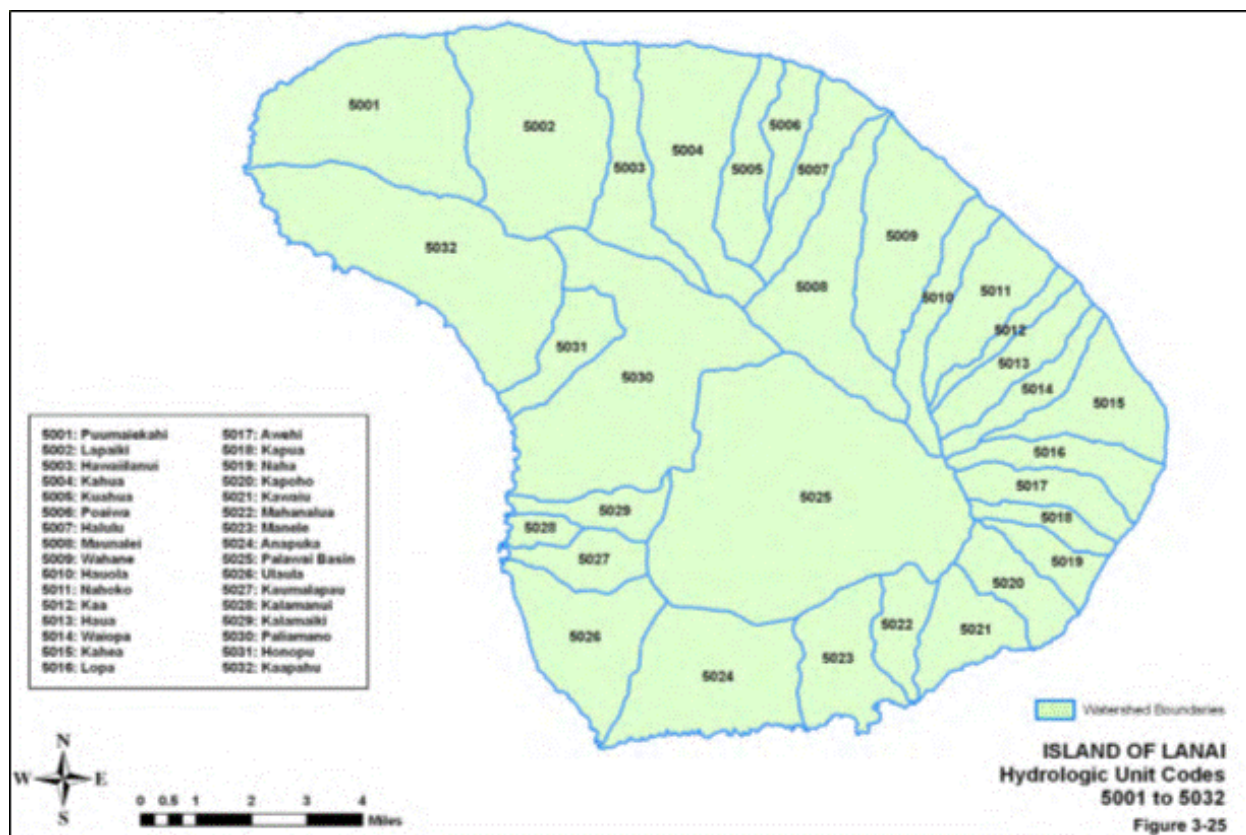 5001
5002
5003
5004
5005
5006
5007
5008
5009
5010
5011
5012
5013
5014
5015
5016
5017
5018
5019
5020
5021
5022
5023
5024
5025
5026
5027
5028
5029
5030
5031
5032
5001: Puumaiekahi
5002: Lapaiki
5003: Hawaiilanui
5004: Kahua
5005: Kuahua
5006: Poaiwa
5007: Halulu
5008: Maunalei
5009: Wahane
5010: Hauola
5011: Nahoko
5012: Kaa
5013: Haua
5014: Waiopa
5015: Kahea
5016: Lopa
5017: Awehi
5018: Kapua
5019: Naha
5020: Kapoho
5021: Kawaiu
5022: Mahanalua
5023: Manele
5024: Anapuka
5025: Palawai Basin
5026: Ulaula
5027: Kaumalapau
5028: Kalamanui
5029: Kalamaiki
5030: Paliamano
5031: Honopu
5032: Kaapahu
N
W E
S
0 0.5 1 2 3 4
Miles
Watershed Boundaries
ISLAND OF LANAI
Hydrologic Unit Codes
5001 to 5032
Figure 3-25